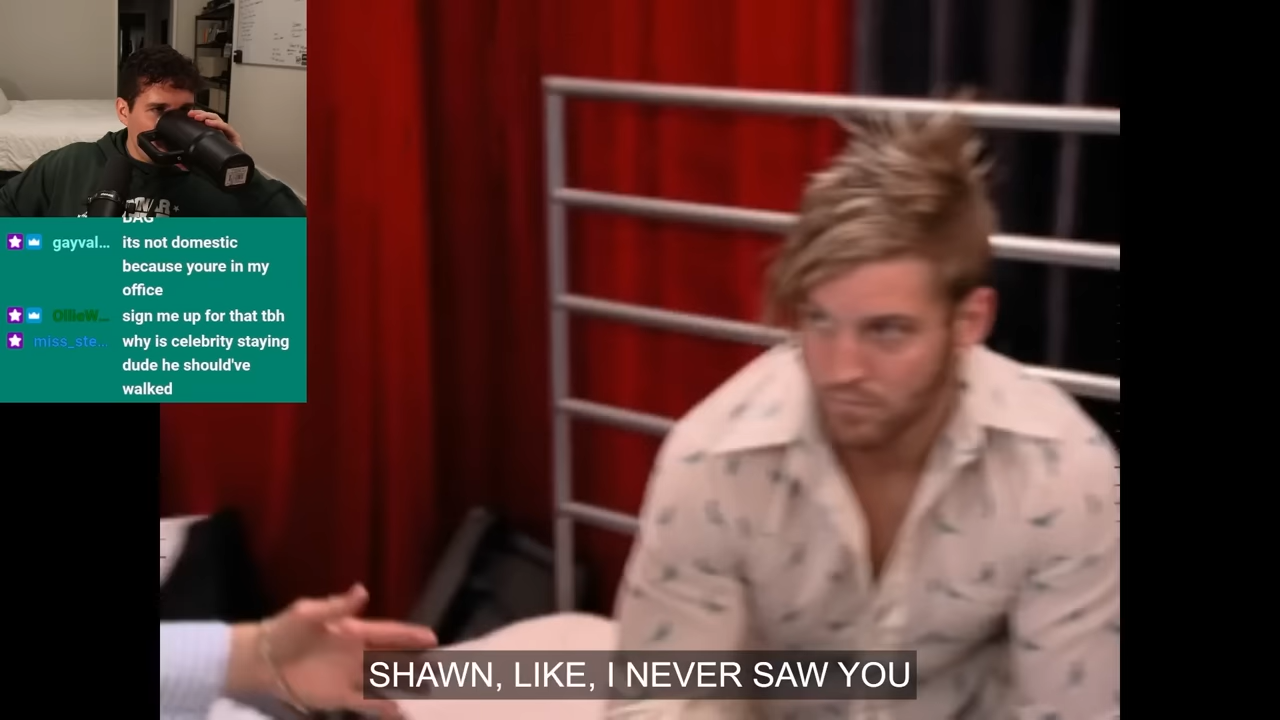 gayval...
its not domestic
because youre in my
office
OllieW...
sign me up for that tbh
miss_ste...
why is celebrity staying
dude he should've
walked
SHAWN, LIKE, I NEVER SAW YOU